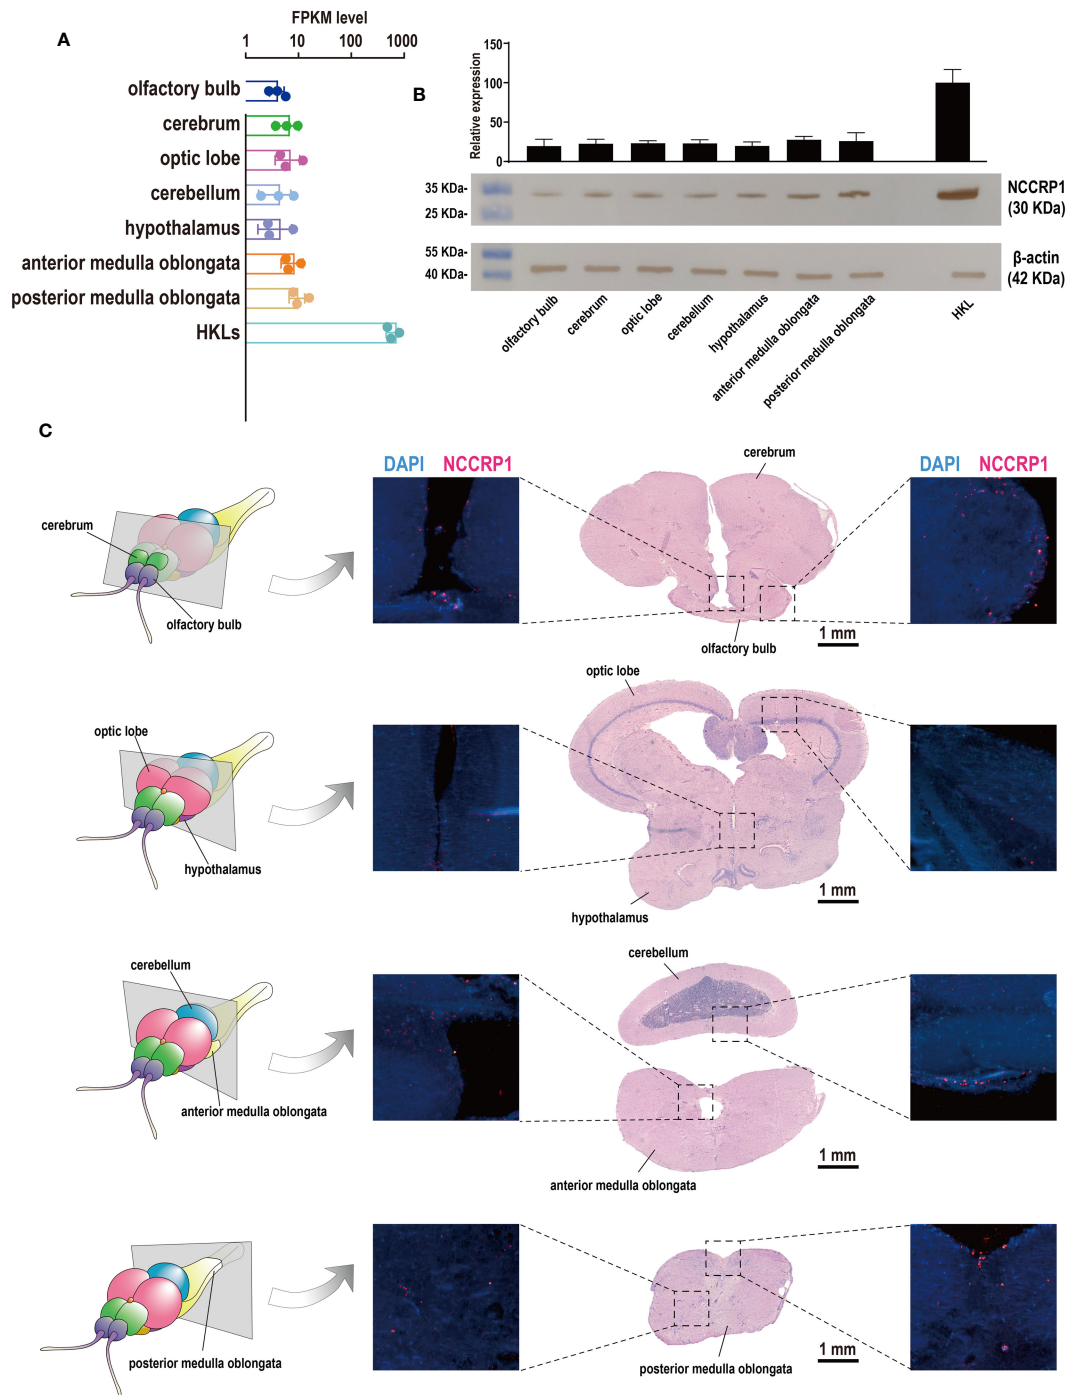 A
FPKM level
1 10 100 1000
olfactory bulb
cerebrum
optic lobe
cerebellum
hypothalamus
anterior medulla oblongata
posterior medulla oblongata
HKLs
B
Relative expression
150
100
50
0
35 KDa-
25 KDa-
NCCRP1
(30 KDa)
55 KDa-
40 KDa-
β-actin
(42 KDa)
olfactory bulb
cerebrum
optic lobe
cerebellum
hypothalamus
anterior medulla oblongata
posterior medulla oblongata
HKL
C
DAPI NCCRP1
cerebrum
DAPI NCCRP1
cerebrum
olfactory bulb
olfactory bulb
1 mm
optic lobe
optic lobe
hypothalamus
hypothalamus
1 mm
cerebellum
cerebellum
anterior medulla oblongata
anterior medulla oblongata
1 mm
posterior medulla oblongata
posterior medulla oblongata
1 mm